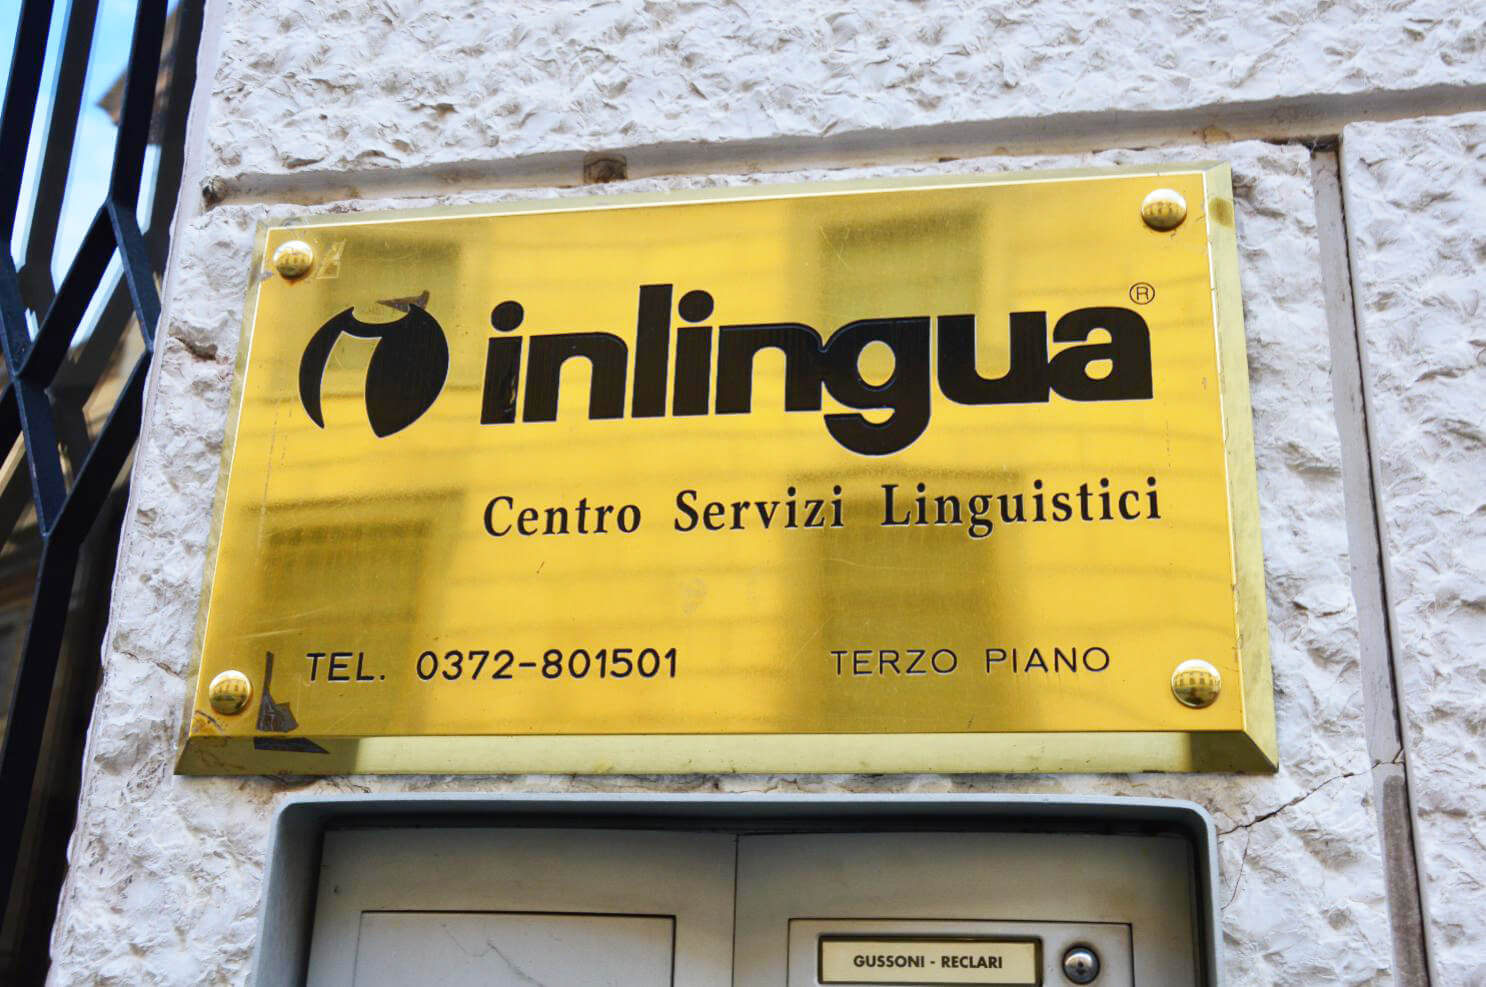 inlingua®
Centro Servizi Linguistici
TEL. 0372-801501 TERZO PIANO
GUSSONI - RECLARI